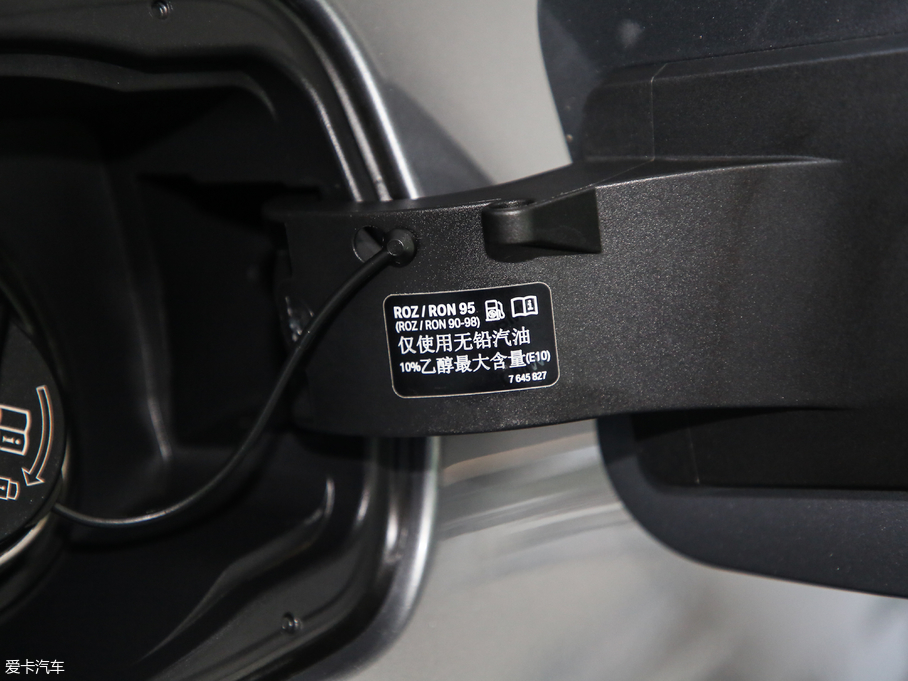 ROZ / RON 95
(ROZ / RON 90-98)
仅使用无铅汽油
10%乙醇最大含量(E10)
7 645 827
爱卡汽车